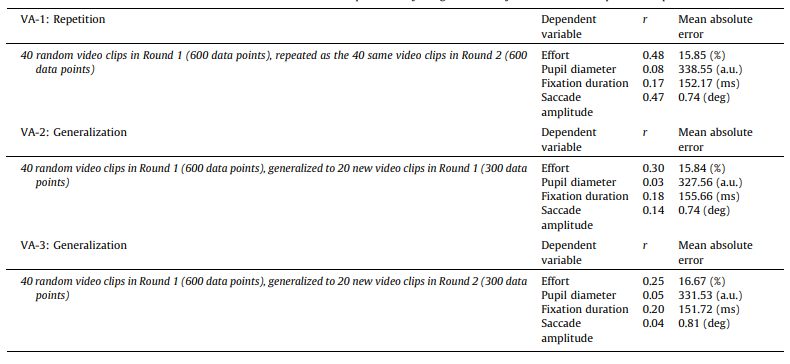 VA-1: Repetition Dependent variable r Mean absolute error
40 random video clips in Round 1 (600 data points), repeated as the 40 same video clips in Round 2 (600 data points)
Effort 0.48 15.85 (%)
Pupil diameter 0.08 338.55 (a.u.)
Fixation duration 0.17 152.17 (ms)
Saccade amplitude 0.47 0.74 (deg)
VA-2: Generalization Dependent variable r Mean absolute error
40 random video clips in Round 1 (600 data points), generalized to 20 new video clips in Round 1 (300 data points)
Effort 0.30 15.84 (%)
Pupil diameter 0.03 327.56 (a.u.)
Fixation duration 0.18 155.66 (ms)
Saccade amplitude 0.14 0.74 (deg)
VA-3: Generalization Dependent variable r Mean absolute error
40 random video clips in Round 1 (600 data points), generalized to 20 new video clips in Round 2 (300 data points)
Effort 0.25 16.67 (%)
Pupil diameter 0.05 331.53 (a.u.)
Fixation duration 0.20 151.72 (ms)
Saccade amplitude 0.04 0.81 (deg)